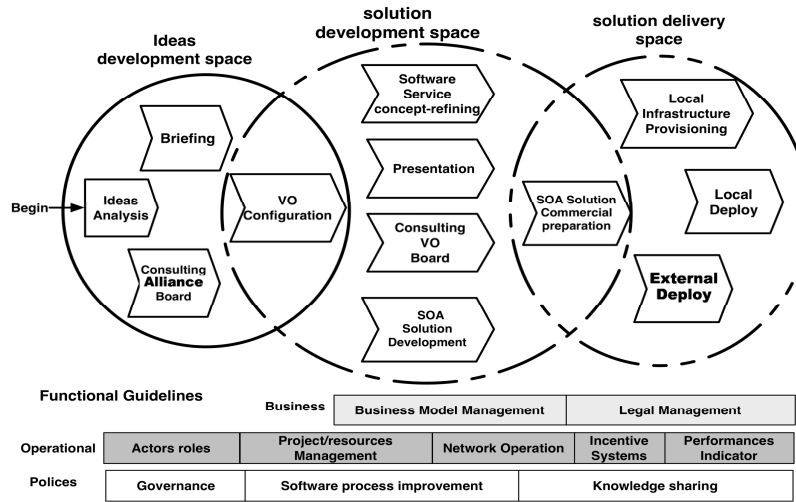 Ideas
development space
solution
development space
solution delivery
space
Begin
Briefing
Ideas
Analysis
Consulting
Alliance
Board
VO
Configuration
Software
Service
concept-refining
Presentation
Consulting
VO
Board
SOA
Solution
Development
SOA Solution
Commercial
preparation
Local
Infrastructure
Provisioning
Local
Deploy
External
Deploy
Functional Guidelines
Business
Business Model Management
Legal Management
Operational
Actors roles
Project/resources
Management
Network Operation
Incentive
Systems
Performances
Indicator
Polices
Governance
Software process improvement
Knowledge sharing